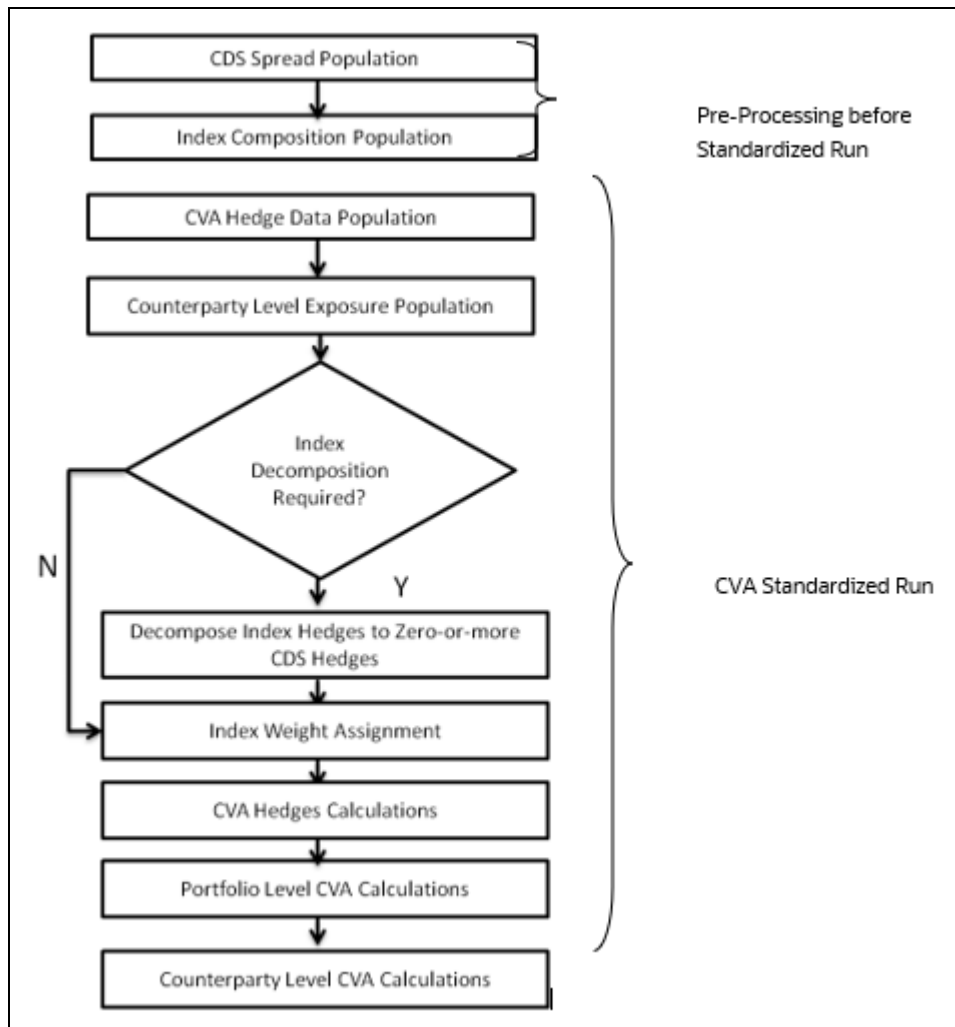 CDS Spread Population
Index Composition Population
Pre-Processing before
Standardized Run
CVA Hedge Data Population
Counterparty Level Exposure Population
Index
Decomposition
Required?
N
Y
CVA Standardized Run
Decompose Index Hedges to Zero-or-more
CDS Hedges
Index Weight Assignment
CVA Hedges Calculations
Portfolio Level CVA Calculations
Counterparty Level CVA Calculations